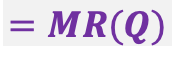 = MR(Q)